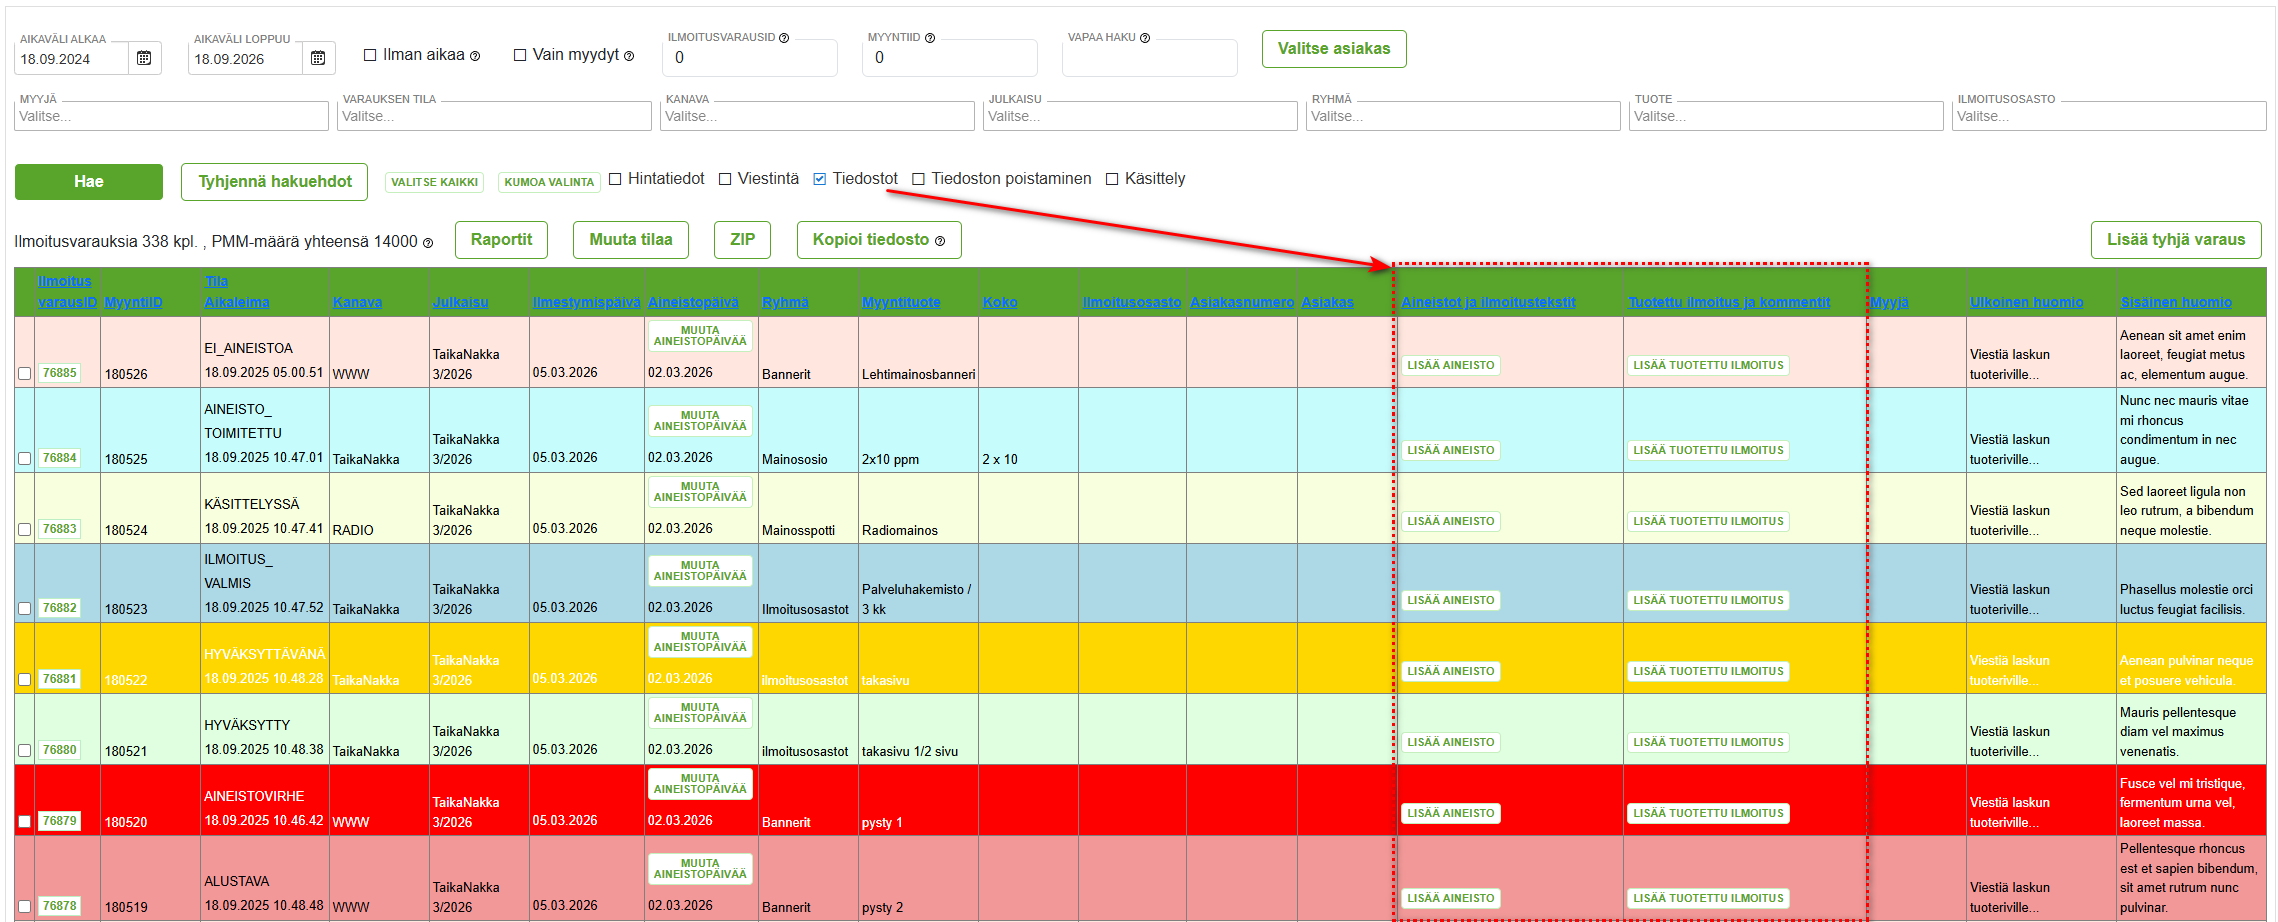 AIKAVÄLI ALKAA
18.09.2024
AIKAVÄLI LOPPUU
18.09.2026
Ilman aikaa
Vain myydyt
ILMOITUSVARAUSID
0
MYYNTIID
0
VAPAA HAKU
Valitse asiakas
MYYJÄ
Valitse...
VARAUKSEN TILA
Valitse...
KANAVA
Valitse...
JULKAISU
Valitse...
RYHMÄ
Valitse...
TUOTE
Valitse...
ILMOITUSOSASTO
Valitse...
Hae
Tyhjennä hakuehdot
VALITSE KAIKKI
KUMOA VALINTA
Hintatiedot
Viestintä
Tiedostot
Tiedoston poistaminen
Käsittely
Ilmoitusvarauksia 338 kpl. , PMM-määrä yhteensä 14000
Raportit
Muuta tilaa
ZIP
Kopioi tiedosto
Lisää tyhjä varaus
Ilmoitus
varausID
MyyntiID
Tila
Aikaleima
Kanava
Julkaisu
Ilmestymispäivä
Aineistopäivä
Ryhmä
Myyntituote
Koko
Ilmoitusosasto
Asiakasnumero
Asiakas
Aineistot ja ilmoitustekstit
Tuotettu ilmoitus ja kommentit
Myyjä
Ulkoinen huomio
Sisäinen huomio
76885
180526
EI_AINEISTOA
18.09.2025 05.00.51
WWW
TaikaNakka
3/2026
05.03.2026
MUUTA
AINEISTOPÄIVÄÄ
02.03.2026
Bannerit
Lehtimainosbanneri
LISÄÄ AINEISTO
LISÄÄ TUOTETTU ILMOITUS
Viestiä laskun
tuoteriville...
Aenean sit amet enim
laoreet, feugiat metus
ac, elementum augue.
76884
180525
AINEISTO_
TOIMITETTU
18.09.2025 10.47.01
TaikaNakka
TaikaNakka
3/2026
05.03.2026
MUUTA
AINEISTOPÄIVÄÄ
02.03.2026
Mainososio
2x10 ppm
2 x 10
LISÄÄ AINEISTO
LISÄÄ TUOTETTU ILMOITUS
Viestiä laskun
tuoteriville...
Nunc nec mauris vitae
mi rhoncus
condimentum in nec
augue.
76883
180524
KÄSITTELYSSÄ
18.09.2025 10.47.41
RADIO
TaikaNakka
3/2026
05.03.2026
MUUTA
AINEISTOPÄIVÄÄ
02.03.2026
Mainosspotti
Radiomainos
LISÄÄ AINEISTO
LISÄÄ TUOTETTU ILMOITUS
Viestiä laskun
tuoteriville...
Sed laoreet ligula non
leo rutrum, a bibendum
neque molestie.
76882
180523
ILMOITUS_
VALMIS
18.09.2025 10.47.52
TaikaNakka
TaikaNakka
3/2026
05.03.2026
MUUTA
AINEISTOPÄIVÄÄ
02.03.2026
Ilmoitusosastot
Palveluhakemisto /
3 kk
LISÄÄ AINEISTO
LISÄÄ TUOTETTU ILMOITUS
Viestiä laskun
tuoteriville...
Phasellus molestie orci
luctus feugiat facilisis.
76881
180522
HYVÄKSYTTÄVÄNÄ
18.09.2025 10.48.28
TaikaNakka
TaikaNakka
3/2026
05.03.2026
MUUTA
AINEISTOPÄIVÄÄ
02.03.2026
ilmoitusosastot
takasivu
LISÄÄ AINEISTO
LISÄÄ TUOTETTU ILMOITUS
Viestiä laskun
tuoteriville...
Aenean pulvinar neque
et posuere vehicula.
76880
180521
HYVÄKSYTTY
18.09.2025 10.48.38
TaikaNakka
TaikaNakka
3/2026
05.03.2026
MUUTA
AINEISTOPÄIVÄÄ
02.03.2026
ilmoitusosastot
takasivu 1/2 sivu
LISÄÄ AINEISTO
LISÄÄ TUOTETTU ILMOITUS
Viestiä laskun
tuoteriville...
Mauris pellentesque
diam vel maximus
venenatis.
76879
180520
AINEISTOVIRHE
18.09.2025 10.46.42
WWW
TaikaNakka
3/2026
05.03.2026
MUUTA
AINEISTOPÄIVÄÄ
02.03.2026
Bannerit
pysty 1
LISÄÄ AINEISTO
LISÄÄ TUOTETTU ILMOITUS
Viestiä laskun
tuoteriville...
Fusce vel mi tristique,
fermentum urna vel,
laoreet massa.
76878
180519
ALUSTAVA
18.09.2025 10.48.48
WWW
TaikaNakka
3/2026
05.03.2026
MUUTA
AINEISTOPÄIVÄÄ
02.03.2026
Bannerit
pysty 2
LISÄÄ AINEISTO
LISÄÄ TUOTETTU ILMOITUS
Viestiä laskun
tuoteriville...
Pellentesque rhoncus
est et sapien bibendum,
sit amet rutrum nunc
pulvinar.